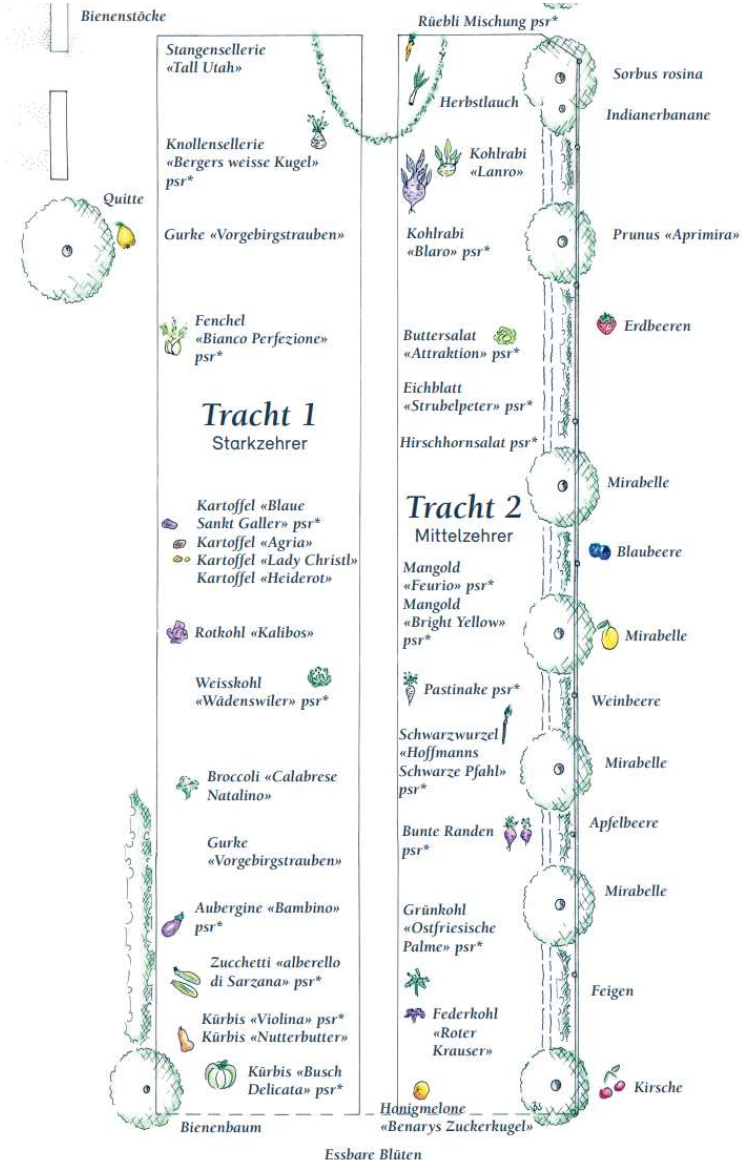 Bienenstöcke
Quitte
Stangensellerie
«Tall Utah»
Knollensellerie
«Bergers weisse Kugel»
psr*
Gurke «Vorgebirgstrauben»
Fenchel
«Bianco Perfezione»
psr*
Tracht 1
Starkzehrer
Kartoffel «Blaue
Sankt Galler» psr*
Kartoffel «Agria»
Kartoffel «Lady Christl»
Kartoffel «Heiderot»
Rotkohl «Kalibos»
Weisskohl
«Wädenswiler» psr*
Broccoli «Calabrese
Natalino»
Gurke
«Vorgebirgstrauben»
Aubergine «Bambino»
psr*
Zucchetti «alberello
di Sarzana» psr*
Kürbis «Violina» psr*
Kürbis «Nutterbutter»
Kürbis «Busch
Delicata» psr*
Bienenbaum
Rüebli Mischung psr*
Herbstlauch
Kohlrabi
«Lanro»
Kohlrabi
«Blaro» psr*
Buttersalat
«Attraktion» psr*
Eichblatt
«Strubelpeter» psr*
Hirschhornsalat psr*
Tracht 2
Mittelzehrer
Mangold
«Feurio» psr*
Mangold
«Bright Yellow»
psr*
Pastinake psr*
Schwarzwurzel
«Hoffmanns
Schwarze Pfahl»
psr*
Bunte Randen
psr*
Grünkohl
«Ostfriesische
Palme» psr*
Federkohl
«Roter
Krauser»
Honigmelone
«Benarys Zuckerkugel»
Sorbus rosina
Indianerbanane
Prunus «Aprimira»
Erdbeeren
Mirabelle
Blaubeere
Mirabelle
Weinbeere
Mirabelle
Apfelbeere
Mirabelle
Feigen
Kirsche
Essbare Blüten